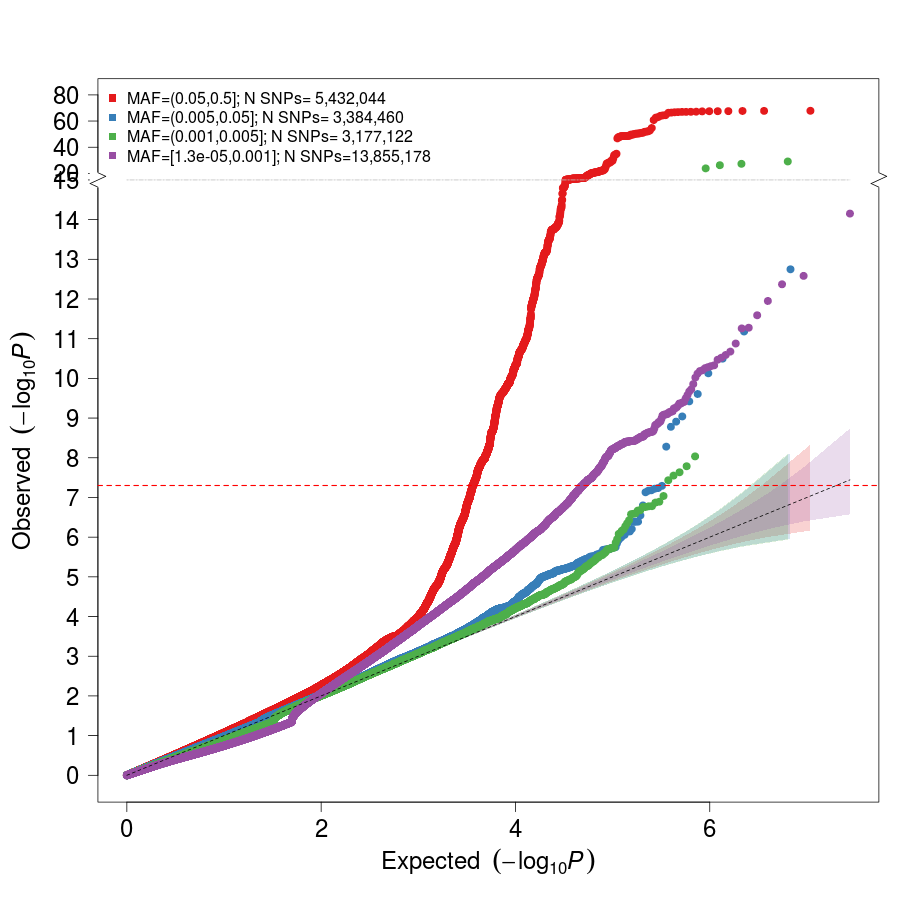 80
60
40
20
15
MAF=(0.05,0.5]; N SNPs= 5,432,044
MAF=(0.005,0.05]; N SNPs= 3,384,460
MAF=(0.001,0.005]; N SNPs= 3,177,122
MAF=[1.3e-05,0.001]; N SNPs=13,855,178
14
13
12
11
10
9
8
7
6
5
4
3
2
1
0
Observed (−log10P)
0 2 4 6
Expected (−log10P)